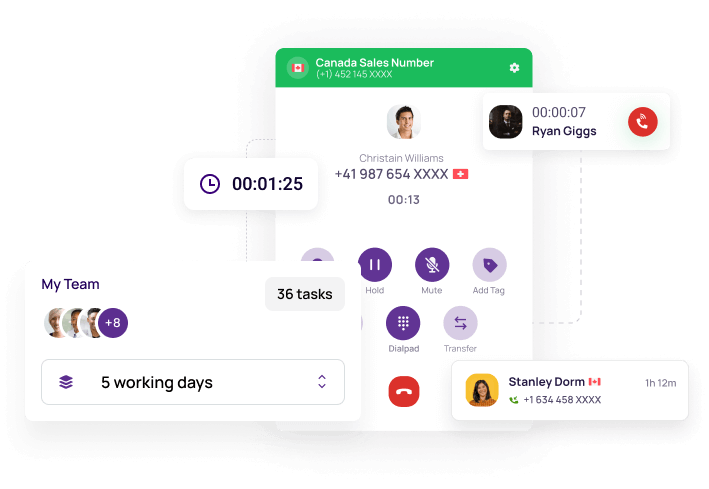 Canada Sales Number
(+1) 452 145 XXXX
00:00:07
Ryan Giggs
Christain Williams
+41 987 654 XXXX
00:13
00:01:25
Hold
Mute
Add Tag
My Team
36 tasks
+8
5 working days
Dialpad
Transfer
Stanley Dorm
1h 12m
+1 634 458 XXXX